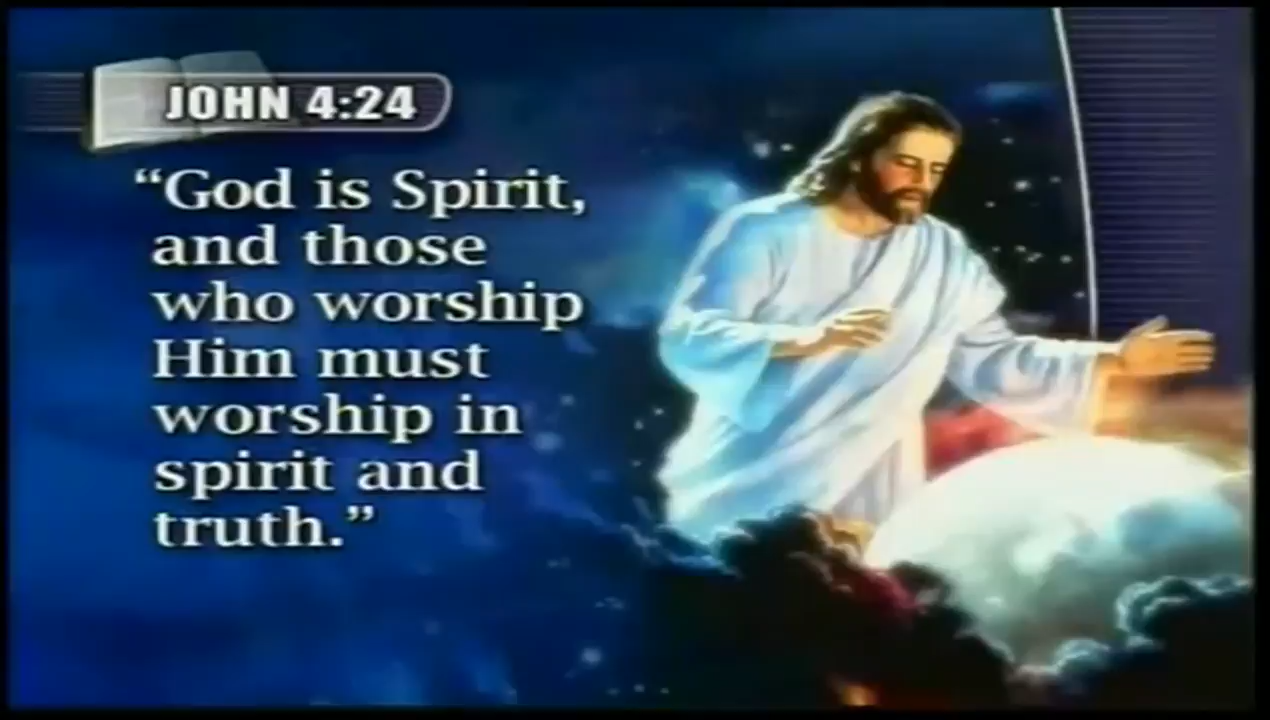 JOHN 4:24
“God is Spirit,
and those
who worship
Him must
worship in
spirit and
truth.”